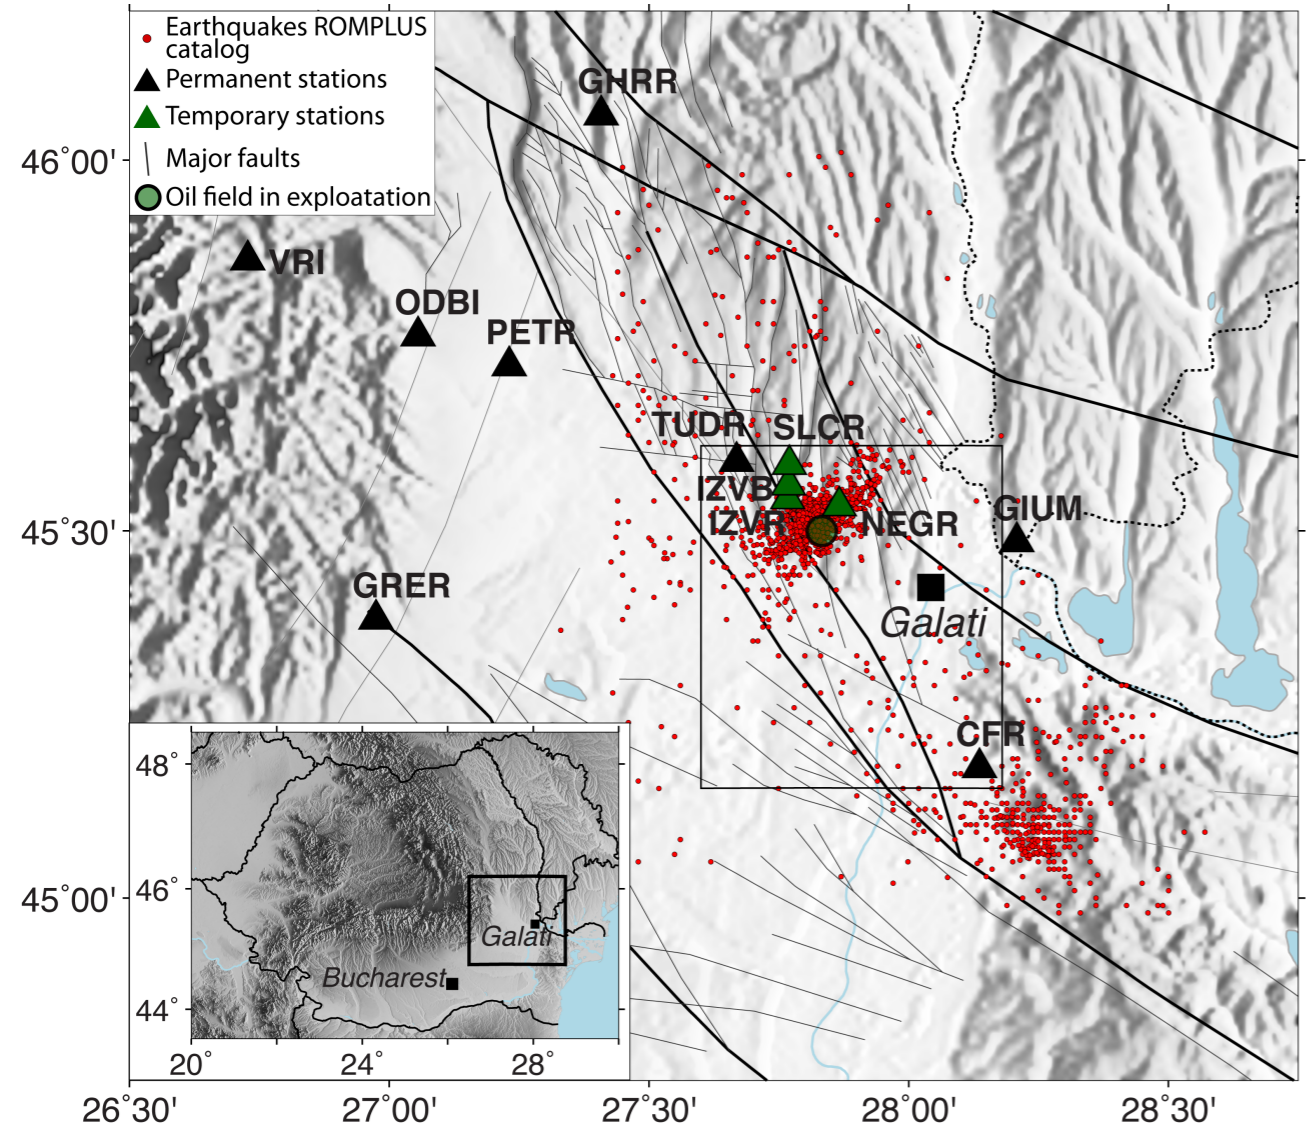 Earthquakes ROMPLUS
catalog
Permanent stations
Temporary stations
Major faults
Oil field in exploatation
GHRR
46°00'
VRI
ODBI
PETR
TUDR
SLCR
IZVB
IZVR
NEGR
GIUM
45°30'
GRER
Galati
CFR
45°00'
48°
46°
44°
Galati
Bucharest
20°
24°
28°
26°30'
27°00'
27°30'
28°00'
28°30'